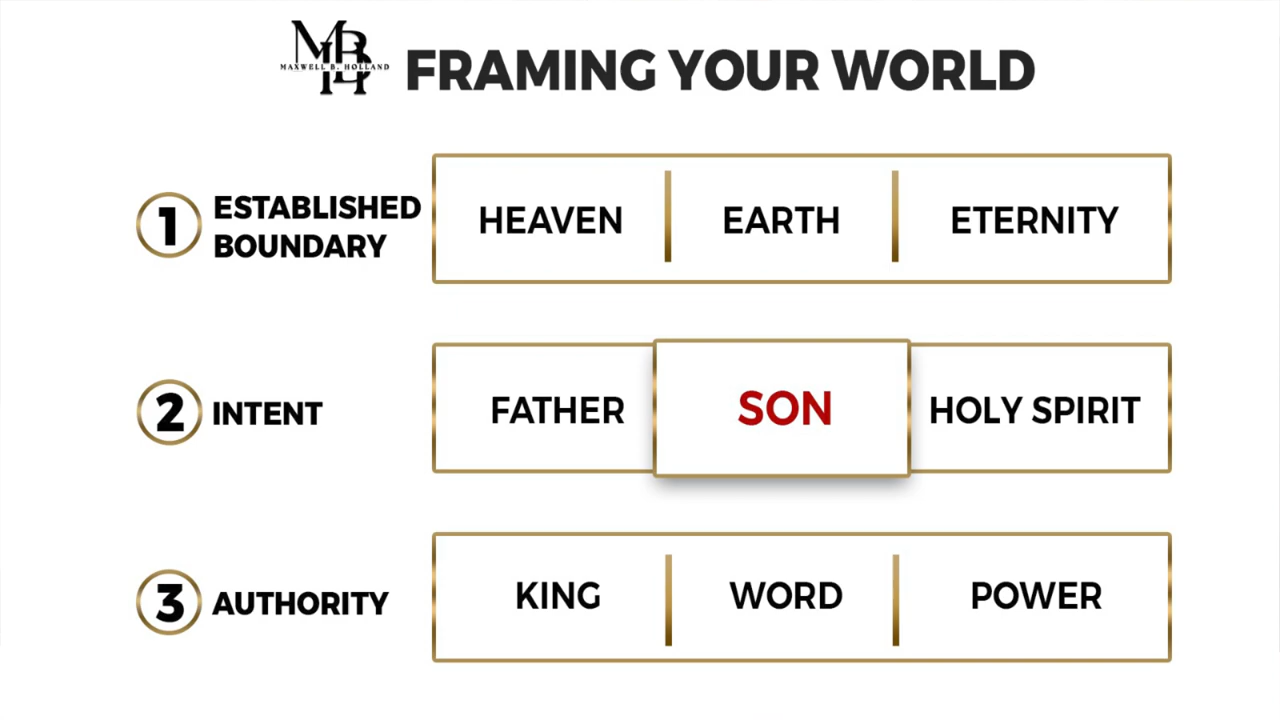 MBH
MAXWELL B. HOLLAND
FRAMING YOUR WORLD
1 ESTABLISHED
BOUNDARY
HEAVEN EARTH ETERNITY
2 INTENT
FATHER SON HOLY SPIRIT
3 AUTHORITY
KING WORD POWER